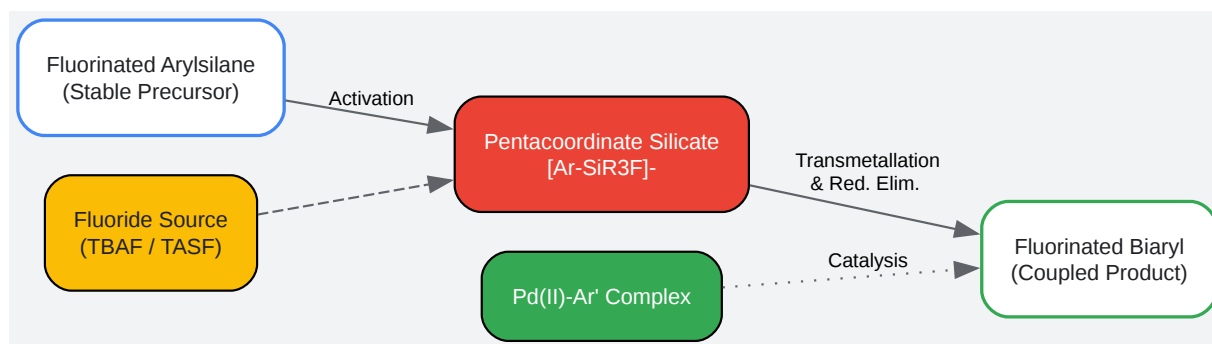 Fluorinated Arylsilane
(Stable Precursor)
Activation
Fluoride Source
(TBAF / TASF)
Pentacoordinate Silicate
[Ar-SiR3F]-
Transmetallation
& Red. Elim.
Pd(II)-Ar' Complex
Catalysis
Fluorinated Biaryl
(Coupled Product)